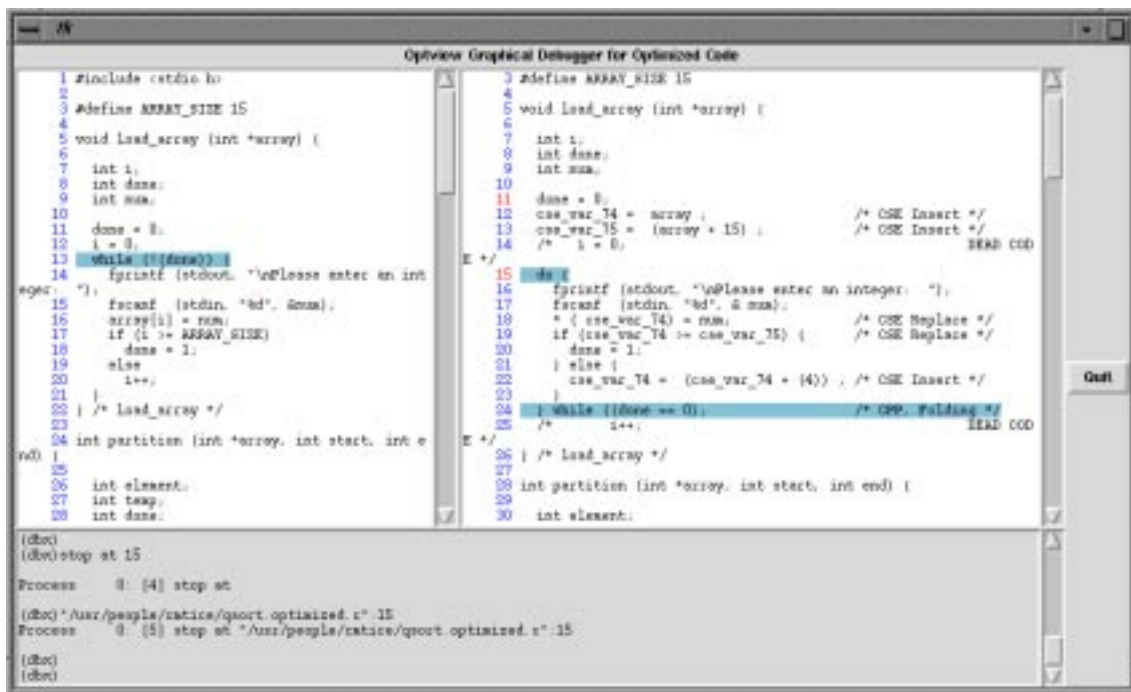 Tk
Optview Graphical Debugger for Optimized Code
1 #include <stdio.h>
2
3 #define ARRAY_SIZE 15
4
5 void Load_array (int *array) {
6
7 int i;
8 int done;
9 int num;
10
11 done = 0;
12 i = 0;
13 while (!(done)) {
14 fprintf (stdout, "\nPlease enter an int
eger: ");
15 fscanf (stdin, "%d", &num);
16 array[i] = num;
17 if (i >= ARRAY_SIZE)
18 done = 1;
19 else
20 i++;
21 }
22 } /* Load_array */
23
24 int partition (int *array, int start, int e
nd) {
25
26 int element;
27 int temp;
28 int done;
3 #define ARRAY_SIZE 15
4
5 void Load_array (int *array) {
6
7 int i;
8 int done;
9 int num;
10
11 done = 0;
12 cse_var_74 = array ; /* CSE Insert */
13 cse_var_75 = (array + 15) ; /* CSE Insert */
14 /* i = 0; DEAD COD
E */
15 do {
16 fprintf (stdout, "\nPlease enter an integer: ");
17 fscanf (stdin, "%d", & num);
18 * ( cse_var_74) = num; /* CSE Replace */
19 if (cse_var_74 >= cse_var_75) { /* CSE Replace */
20 done = 1;
21 } else {
22 cse_var_74 = (cse_var_74 + (4)) ; /* CSE Insert */
23 }
24 } while ((done == 0); /* CPP, Folding */
25 /* i++; DEAD COD
E */
26 } /* Load_array */
27
28 int partition (int *array, int start, int end) {
29
30 int element;
Quit
(dbx)
(dbx)stop at 15
Process 0: [4] stop at
(dbx)"/usr/people/catice/qsort.optimized.c":15
Process 0: [5] stop at "/usr/people/catice/qsort.optimized.c":15
(dbx)
(dbx)